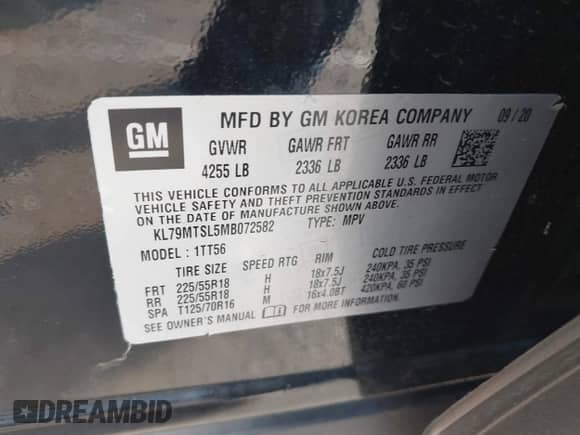 GM
MFD BY GM KOREA COMPANY 09/20
GVWR GAWR FRT GAWR RR
4255 LB 2336 LB 2336 LB
THIS VEHICLE CONFORMS TO ALL APPLICABLE U.S. FEDERAL MOTOR
VEHICLE SAFETY AND THEFT PREVENTION STANDARDS IN EFFECT
ON THE DATE OF MANUFACTURE SHOWN ABOVE.
KL79MTSL5MB072582 TYPE: MPV
MODEL: 1TT56
TIRE SIZE SPEED RTG RIM COLD TIRE PRESSURE
FRT 225/55R18 H 18x7.5J 240KPA, 35 PSI
RR 225/55R18 H 18x7.5J 240KPA, 35 PSI
SPA T125/70R16 M 16x4.0BT 420KPA, 60 PSI
SEE OWNER'S MANUAL FOR MORE INFORMATION.
DREAMBID